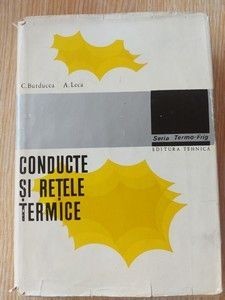 C. Burducea A. Leca
Seria Termo-Frig
EDITURA TEHNICA
CONDUCTE
ȘI REȚELE
TERMICE